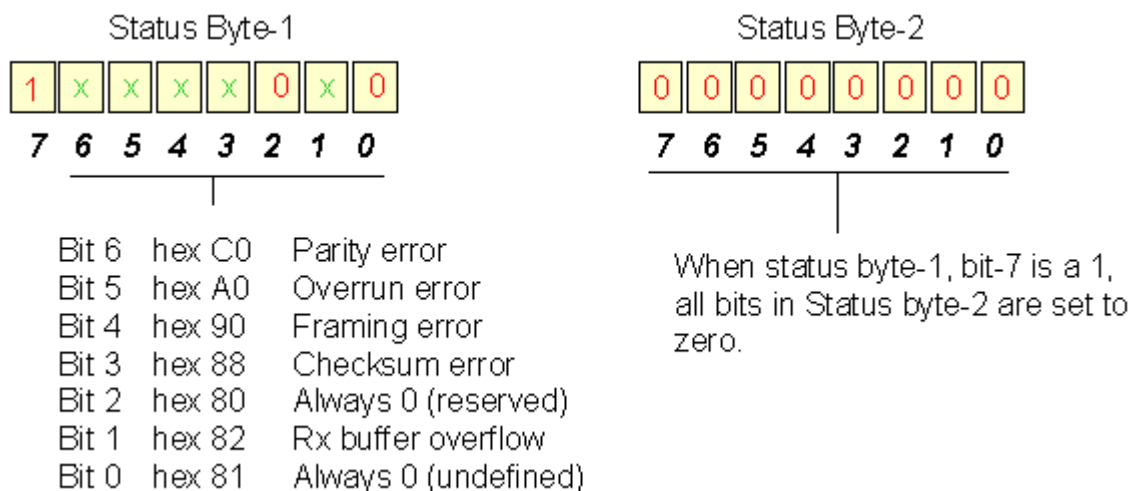 Status Byte-1
1 x x x x 0 x 0
7 6 5 4 3 2 1 0
Bit 6 hex C0 Parity error
Bit 5 hex A0 Overrun error
Bit 4 hex 90 Framing error
Bit 3 hex 88 Checksum error
Bit 2 hex 80 Always 0 (reserved)
Bit 1 hex 82 Rx buffer overflow
Bit 0 hex 81 Always 0 (undefined)
Status Byte-2
0 0 0 0 0 0 0 0
7 6 5 4 3 2 1 0
When status byte-1, bit-7 is a 1,
all bits in Status byte-2 are set to
zero.